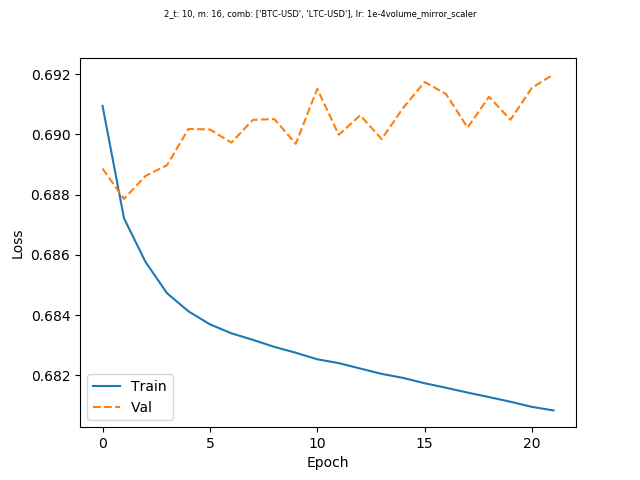 2_t: 10, m: 16, comb: ['BTC-USD', 'LTC-USD'], lr: 1e-4volume_mirror_scaler
0.692
0.690
0.688
0.686
0.684
0.682
Loss
Train
Val
0 5 10 15 20
Epoch